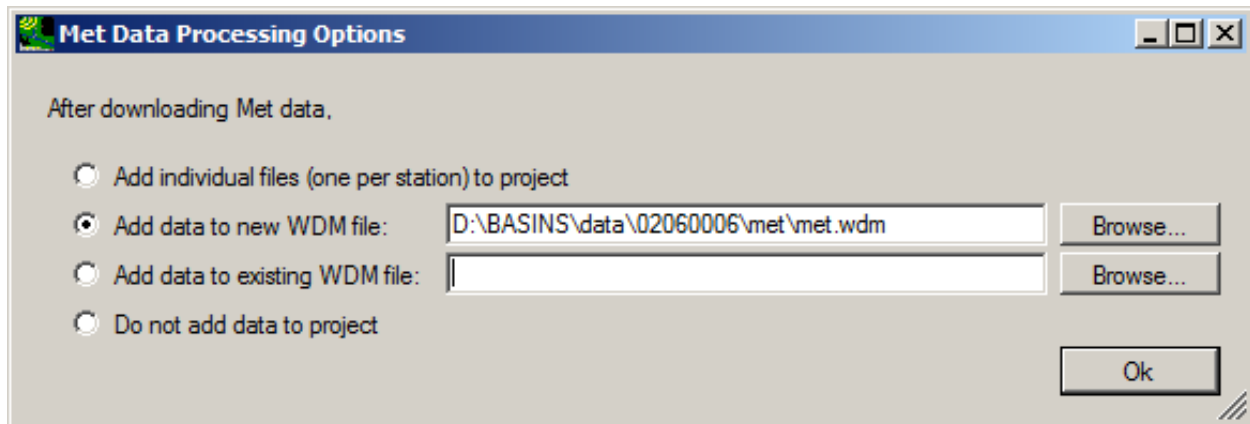 Met Data Processing Options
After downloading Met data,
Add individual files (one per station) to project
Add data to new WDM file: D:\BASINS\data\02060006\met\met.wdm Browse...
Add data to existing WDM file: Browse...
Do not add data to project
Ok